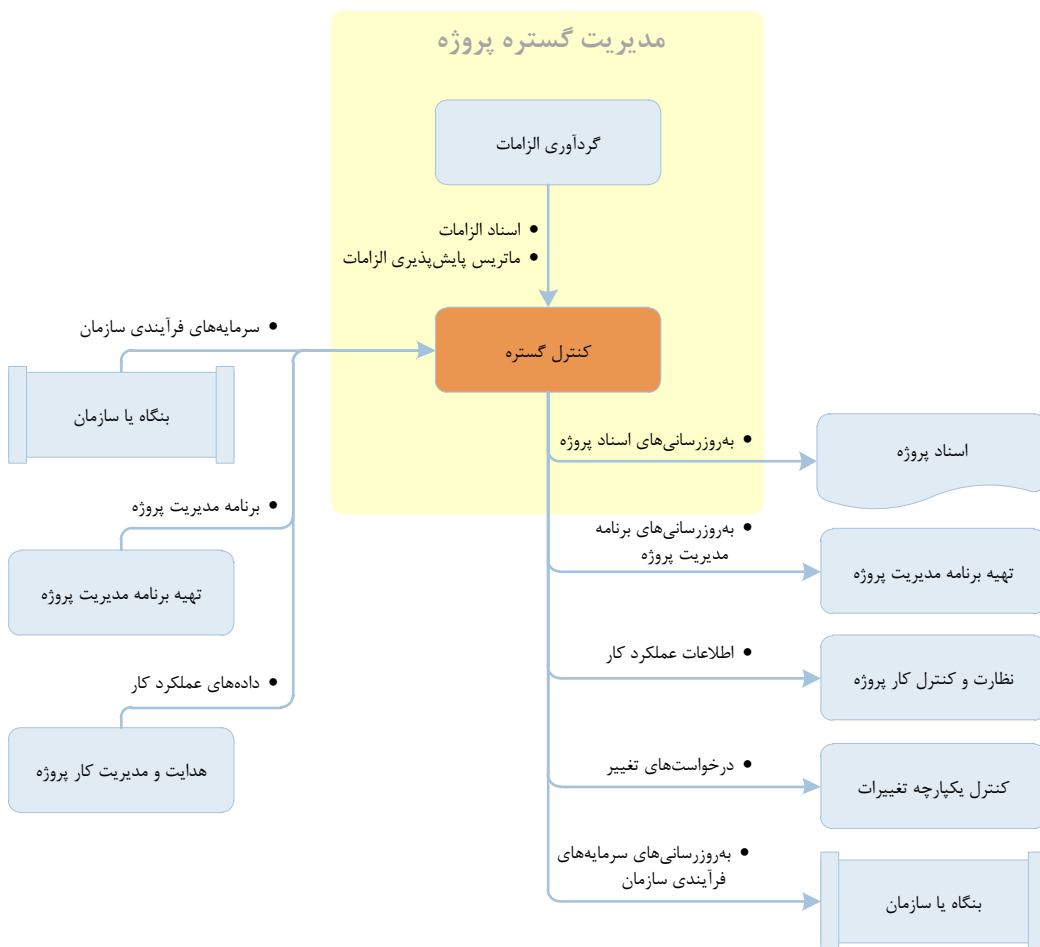 مدیریت گستره پروژه
گردآوری الزامات
• اسناد الزامات
• ماتریس پایش‌پذیری الزامات
• سرمایه‌های فرآیندی سازمان
کنترل گستره
بنگاه یا سازمان
• به‌روزرسانی‌های اسناد پروژه
اسناد پروژه
• برنامه مدیریت پروژه
• به‌روزرسانی‌های برنامه
مدیریت پروژه
تهیه برنامه مدیریت پروژه
تهیه برنامه مدیریت پروژه
• اطلاعات عملکرد کار
نظارت و کنترل کار پروژه
• داده‌های عملکرد کار
هدایت و مدیریت کار پروژه
• درخواست‌های تغییر
کنترل یکپارچه تغییرات
• به‌روزرسانی‌های سرمایه‌های
فرآیندی سازمان
بنگاه یا سازمان